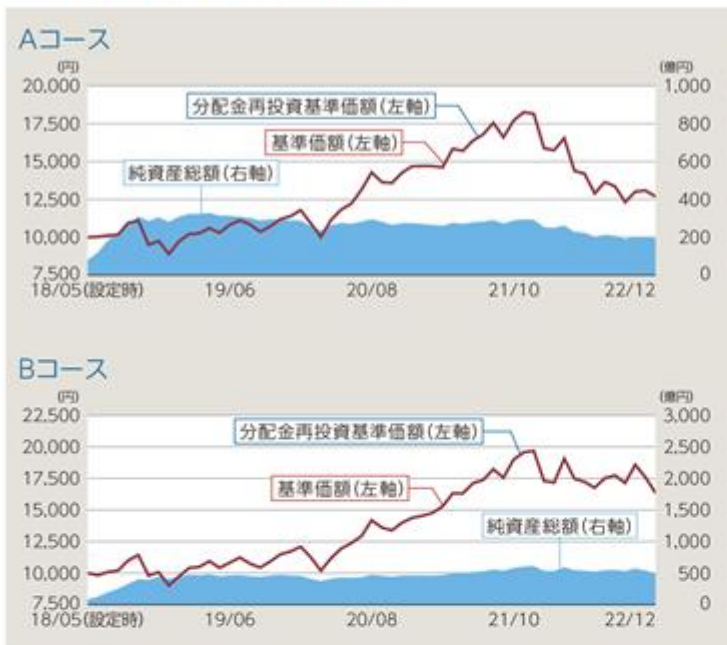 Aコース
(円) (億円)
20,000 1,000
分配金再投資基準価額(左軸)
17,500 800
基準価額(左軸)
15,000 600
純資産総額(右軸)
12,500 400
10,000 200
7,500 0
18/05(設定時) 19/06 20/08 21/10 22/12
Bコース
(円) (億円)
22,500 3,000
分配金再投資基準価額(左軸)
20,000 2,500
17,500 2,000
基準価額(左軸)
15,000 1,500
純資産総額(右軸)
12,500 1,000
10,000 500
7,500 0
18/05(設定時) 19/06 20/08 21/10 22/12